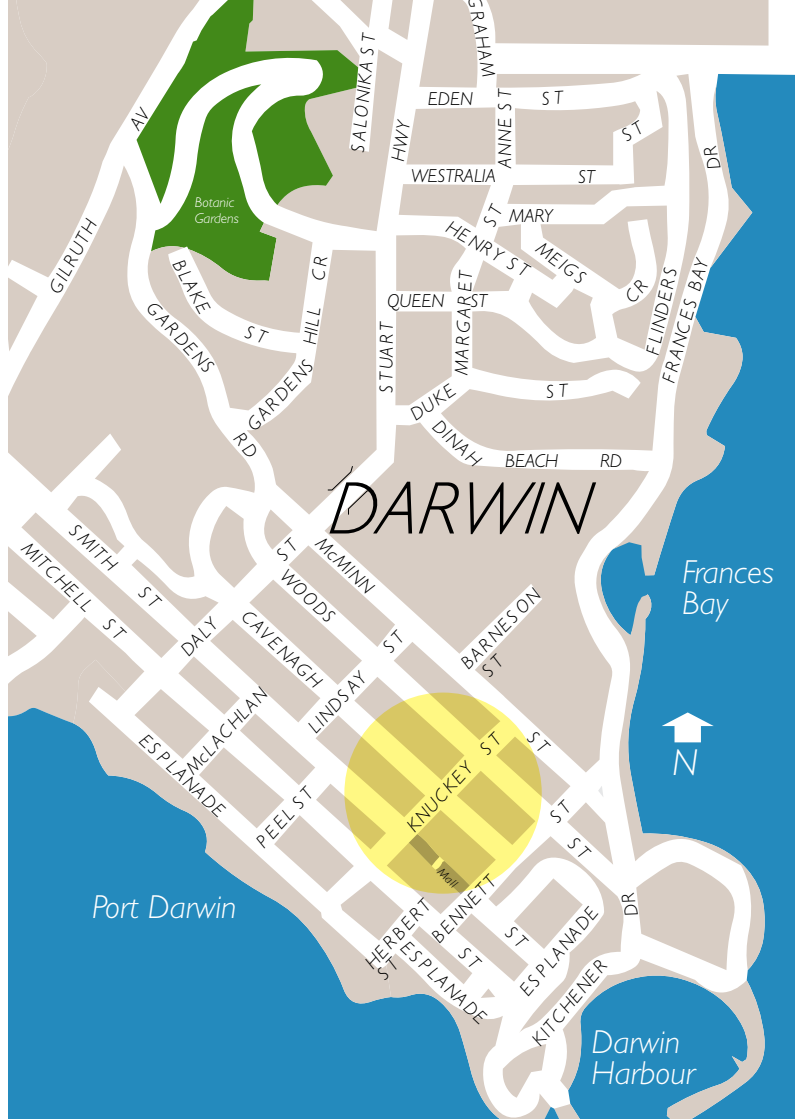 GRAHAM
SALONIKA ST
EDEN ST
AV
HWY
ANNE ST
ST
DR
WESTRALIA ST
Botanic
Gardens
ST
MARY
GILRUTH
HENRY ST
MEIGS
CR
BLAKE
ST
HILL CR
GARDENS
QUEEN ST
MARGARET
FLINDERS
FRANCES BAY
GARDENS
STUART
DUKE
ST
RD
DINAH
BEACH RD
DARWIN
SMITH
ST
MITCHELL ST
ST
McMINN
WOODS
Frances
Bay
DALY
CAVENAGH
LINDSAY
ST
BARNESON
ST
McLACHLAN
ESPLANADE
PEEL ST
KNUCKEY ST
ST
N
ST
ST
Mall
Port Darwin
HERBERT
ST
BENNETT
ST
ST
ESPLANADE
ESPLANADE
DR
KITCHENER
Darwin
Harbour